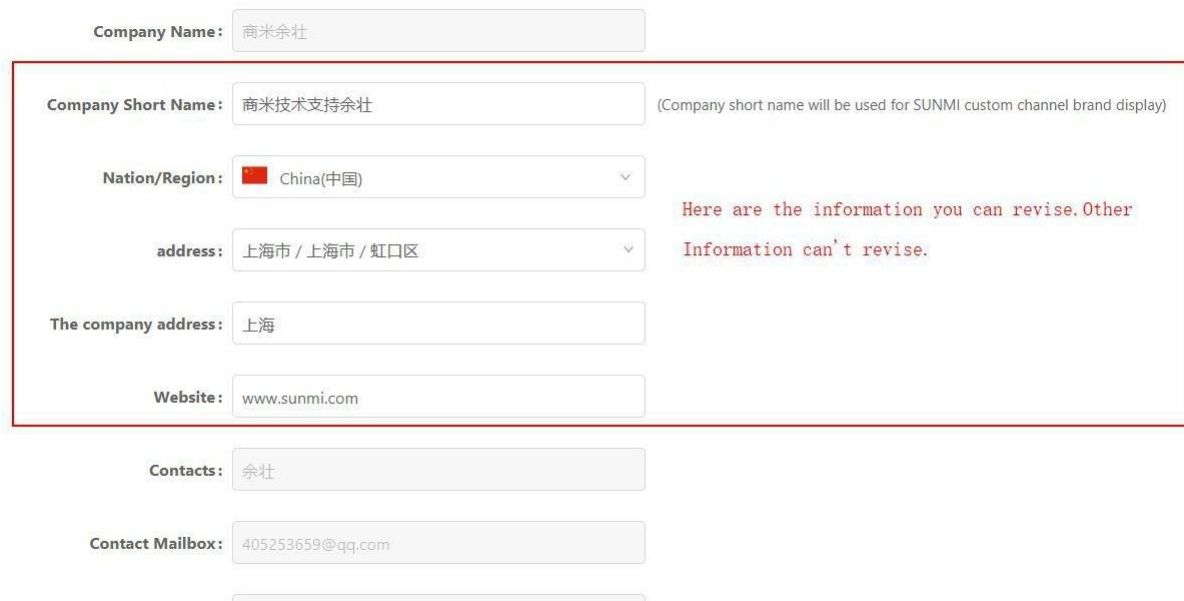 Company Name: 商米余壮
Company Short Name: 商米技术支持余壮 (Company short name will be used for SUNMI custom channel brand display)
Nation/Region: China(中国)
Here are the information you can revise.Other
address: 上海市 / 上海市 / 虹口区
Information can't revise.
The company address: 上海
Website: www.sunmi.com
Contacts: 余壮
Contact Mailbox: 405253659@qq.com